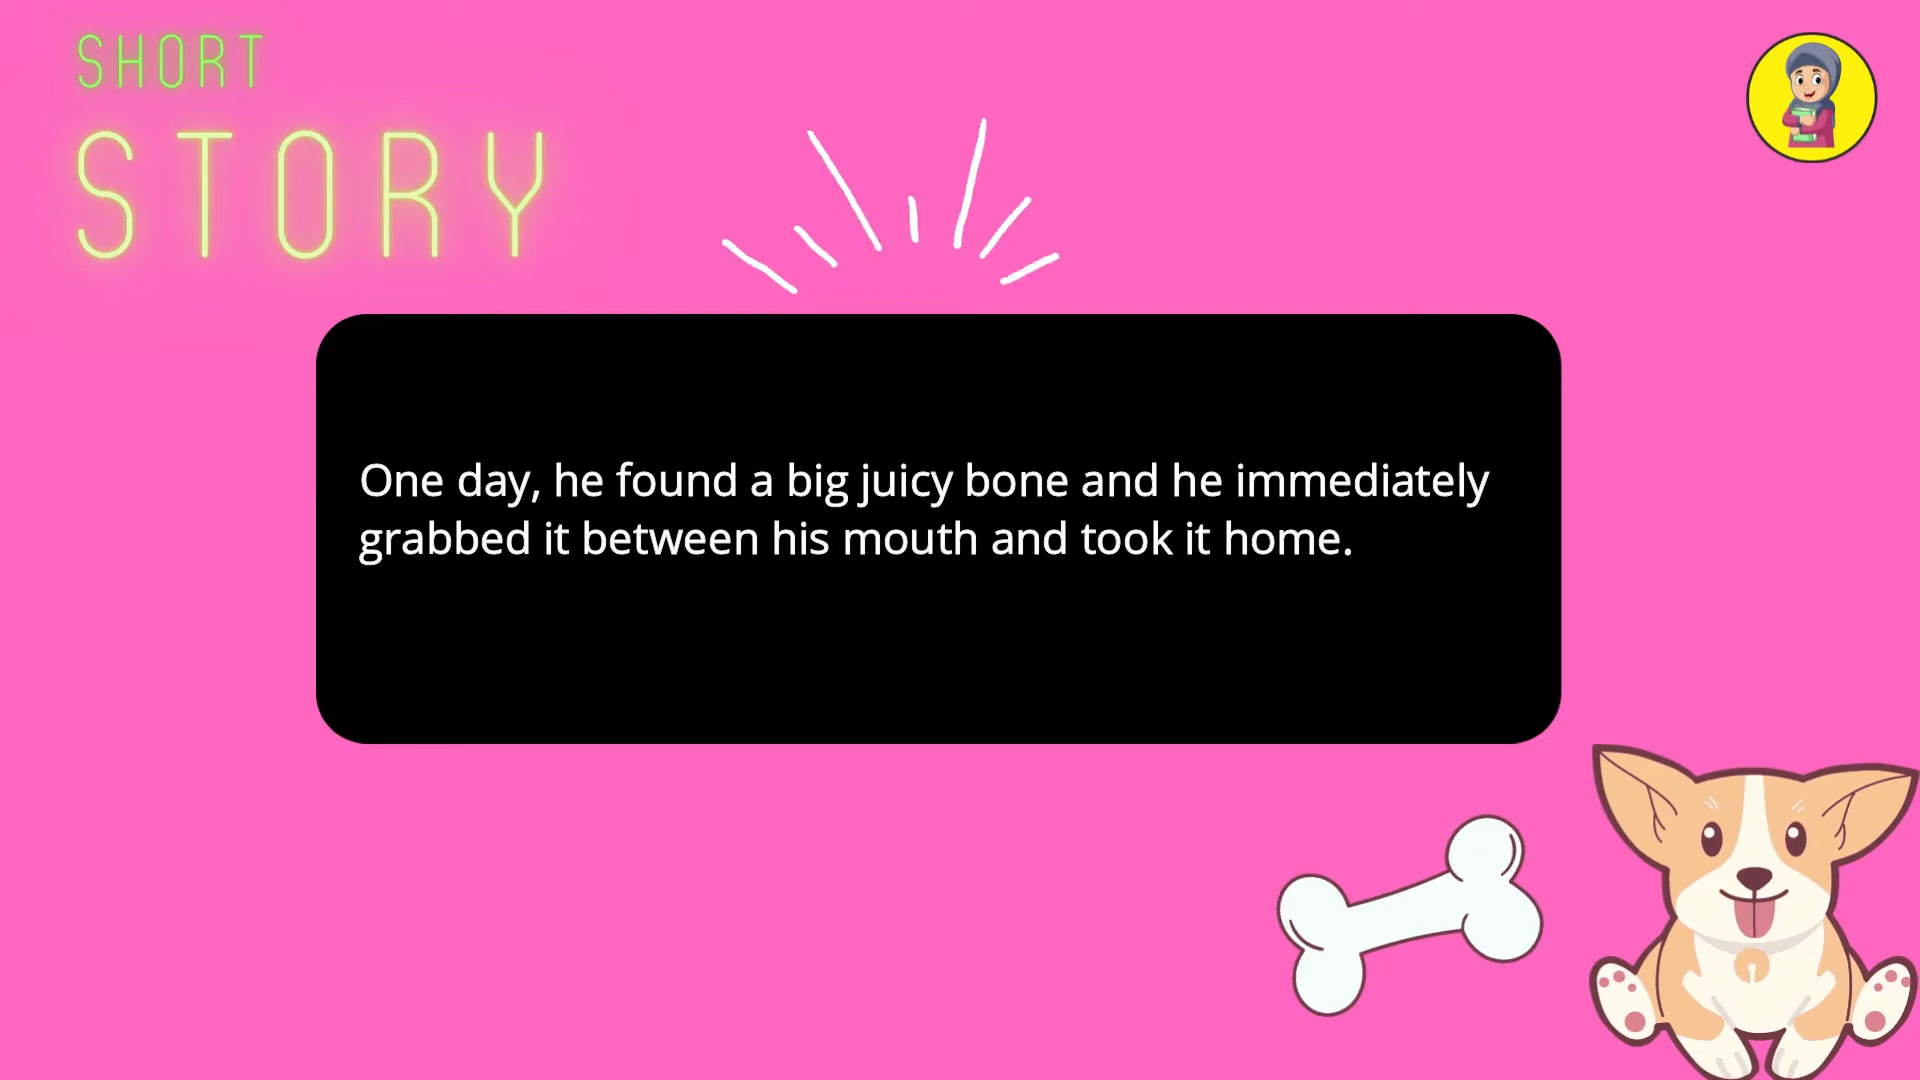 SHORT
STORY
One day, he found a big juicy bone and he immediately
grabbed it between his mouth and took it home.